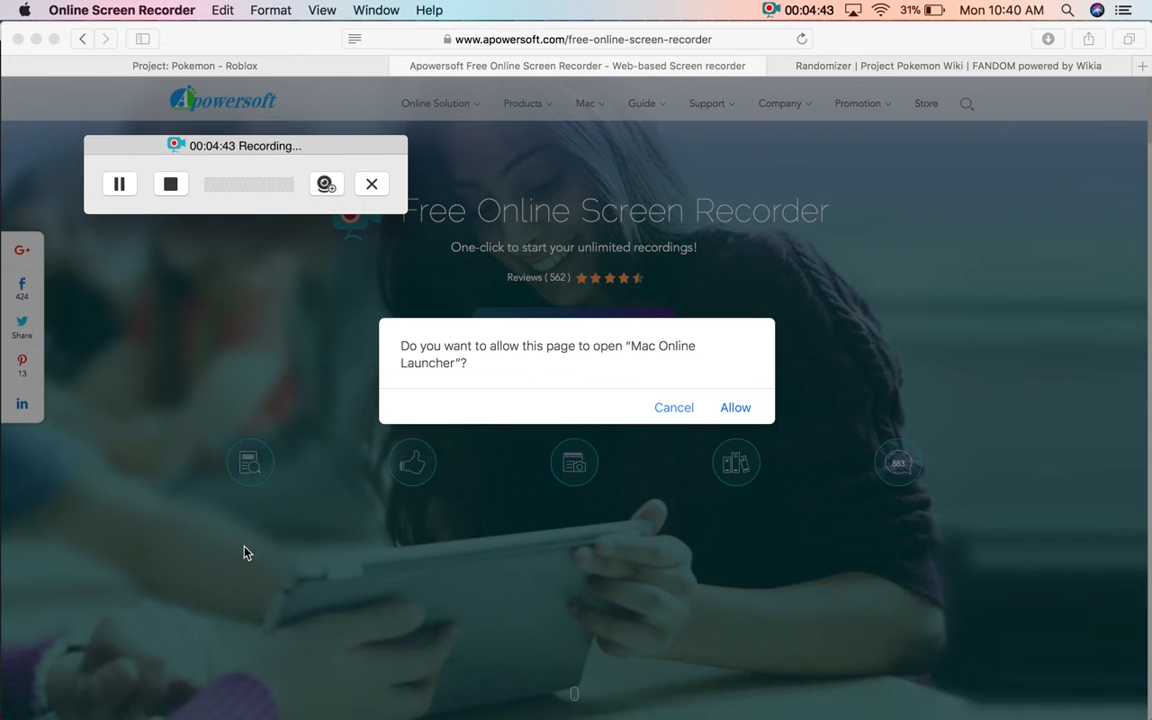 Online Screen Recorder Edit Format View Window Help 00:04:43 31% Mon 10:40 AM
www.apowersoft.com/free-online-screen-recorder
Project: Pokemon - Roblox Apowersoft Free Online Screen Recorder - Web-based Screen recorder Randomizer | Project Pokemon Wiki | FANDOM powered by Wikia
Apowersoft Online Solution Products Mac Guide Support Company Promotion Store
00:04:43 Recording...
Free Online Screen Recorder
One-click to start your unlimited recordings!
Reviews ( 562 )
G+
424
Share
13
in
Do you want to allow this page to open “Mac Online
Launcher”?
Cancel Allow
883